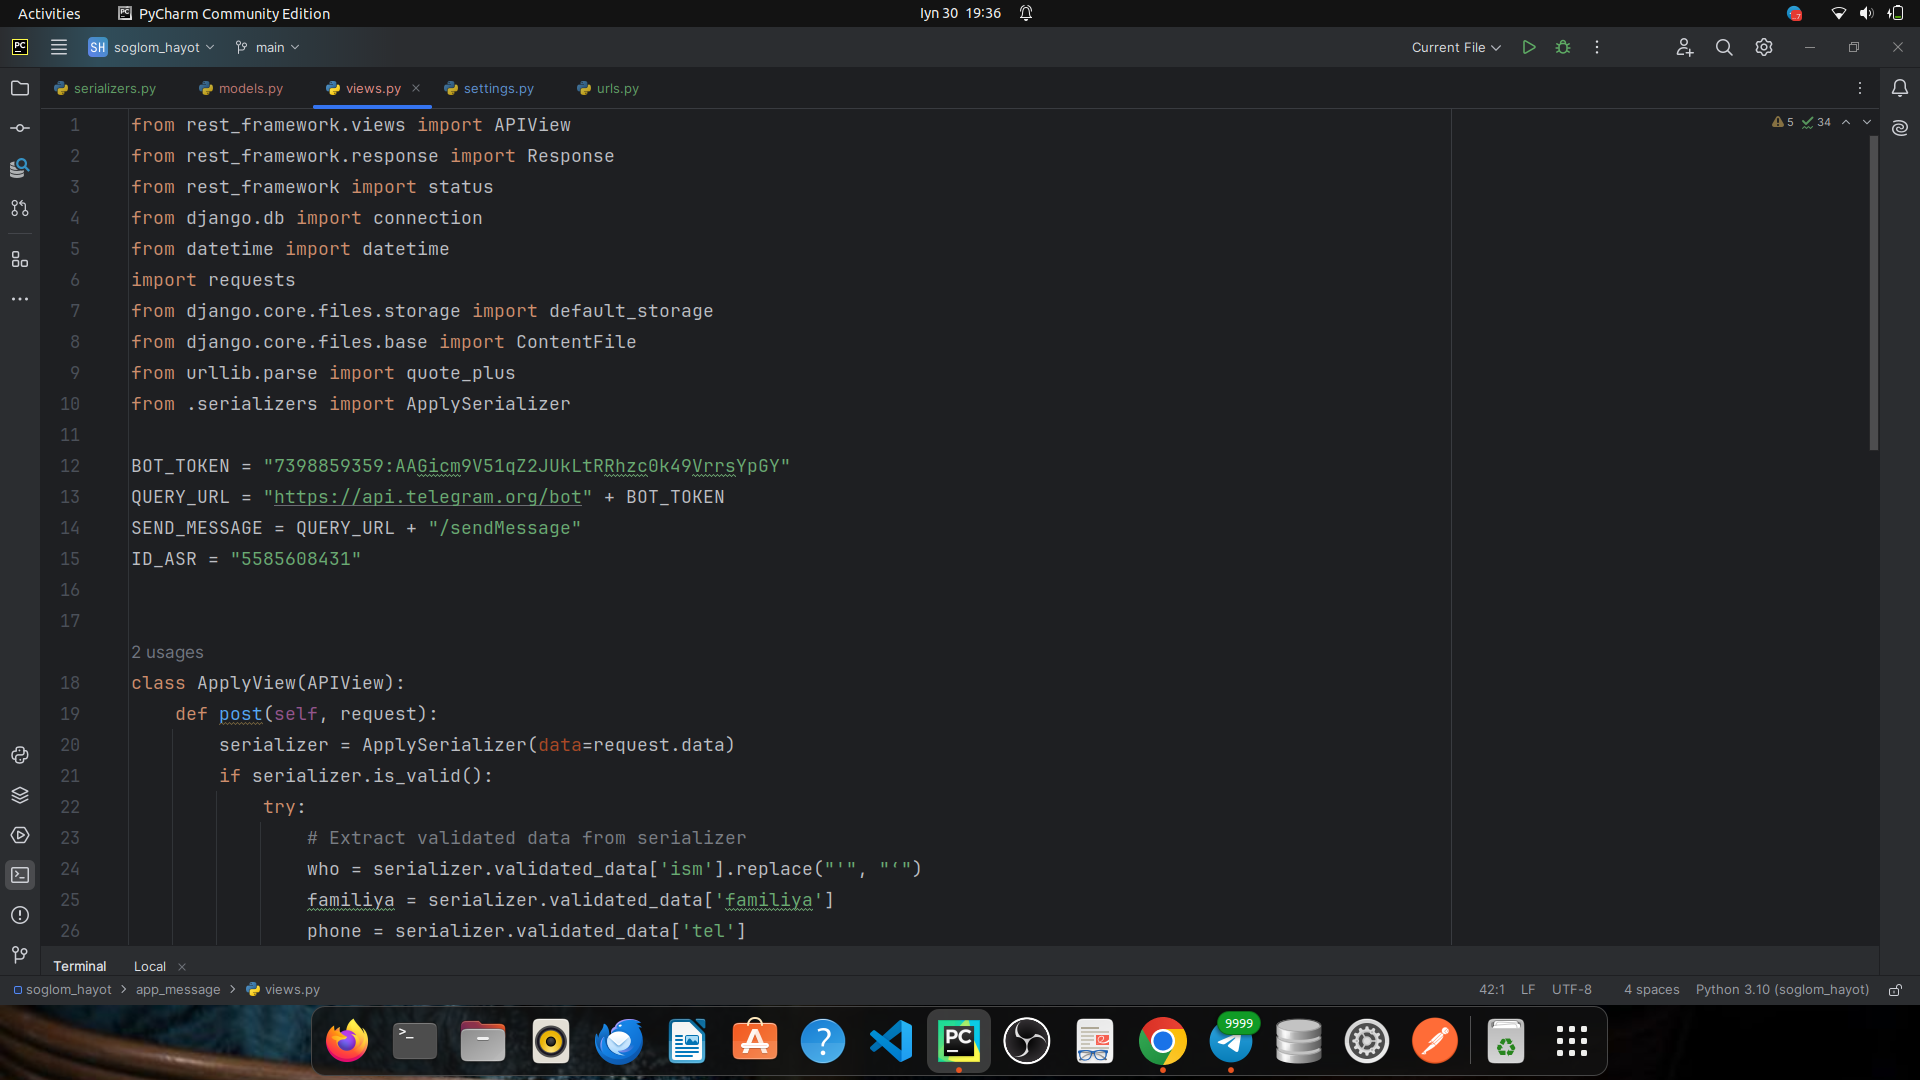 Activities PyCharm Community Edition Iyn 30 19:36
SH soglom_hayot main Current File
serializers.py models.py views.py settings.py urls.py
5 34
1 from rest_framework.views import APIView
2 from rest_framework.response import Response
3 from rest_framework import status
4 from django.db import connection
5 from datetime import datetime
6 import requests
7 from django.core.files.storage import default_storage
8 from django.core.files.base import ContentFile
9 from urllib.parse import quote_plus
10 from .serializers import ApplySerializer
11
12 BOT_TOKEN = "7398859359:AAGicm9V51qZ2JUkLtRRhzc0k49VrrsYpGY"
13 QUERY_URL = "https://api.telegram.org/bot" + BOT_TOKEN
14 SEND_MESSAGE = QUERY_URL + "/sendMessage"
15 ID_ASR = "5585608431"
16
17
2 usages
18 class ApplyView(APIView):
19 def post(self, request):
20 serializer = ApplySerializer(data=request.data)
21 if serializer.is_valid():
22 try:
23 # Extract validated data from serializer
24 who = serializer.validated_data['ism'].replace("'", "‘")
25 familiya = serializer.validated_data['familiya']
26 phone = serializer.validated_data['tel']
Terminal Local
soglom_hayot > app_message > views.py 42:1 LF UTF-8 4 spaces Python 3.10 (soglom_hayot)
PC 9999